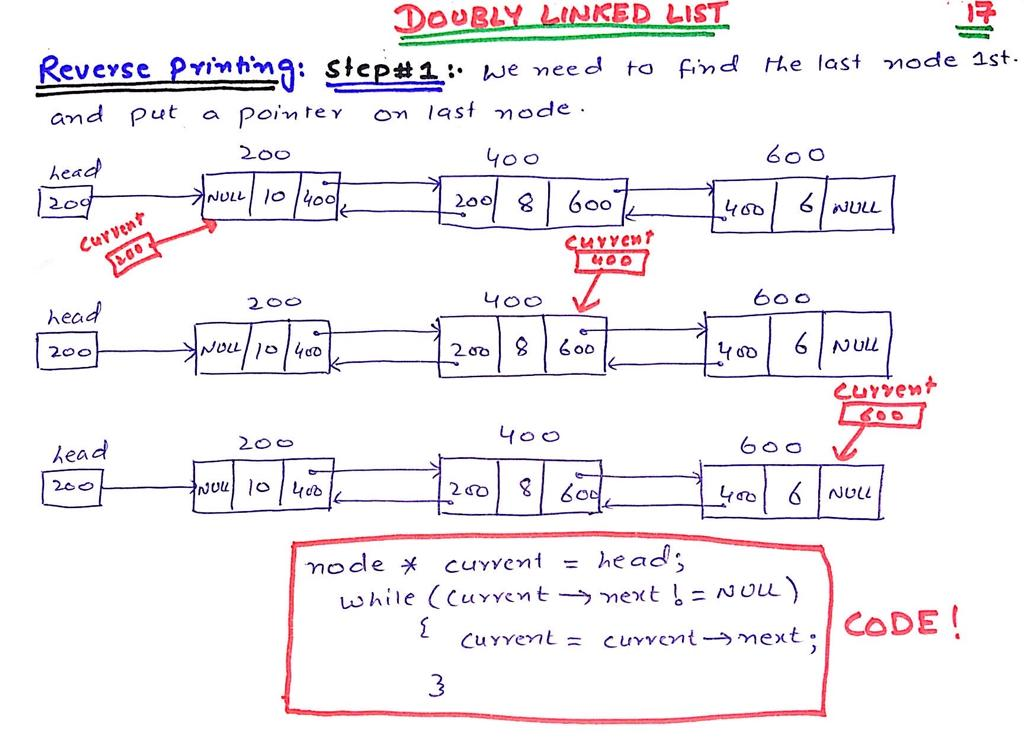 DOUBLY LINKED LIST 17
Reverse Printing: Step#1:. We need to find the last node 1st.
and put a pointer on last node.
head 200 400 600
200 NULL 10 400 200 8 600 400 6 NULL
Current
200
Current
400
head 200 400 600
200 NULL 10 400 200 8 600 400 6 NULL
Current
600
head 200 400 600
200 NULL 10 400 200 8 600 400 6 NULL
node * current = head;
while (current → next != NULL)
{ current = current → next;
}
CODE!